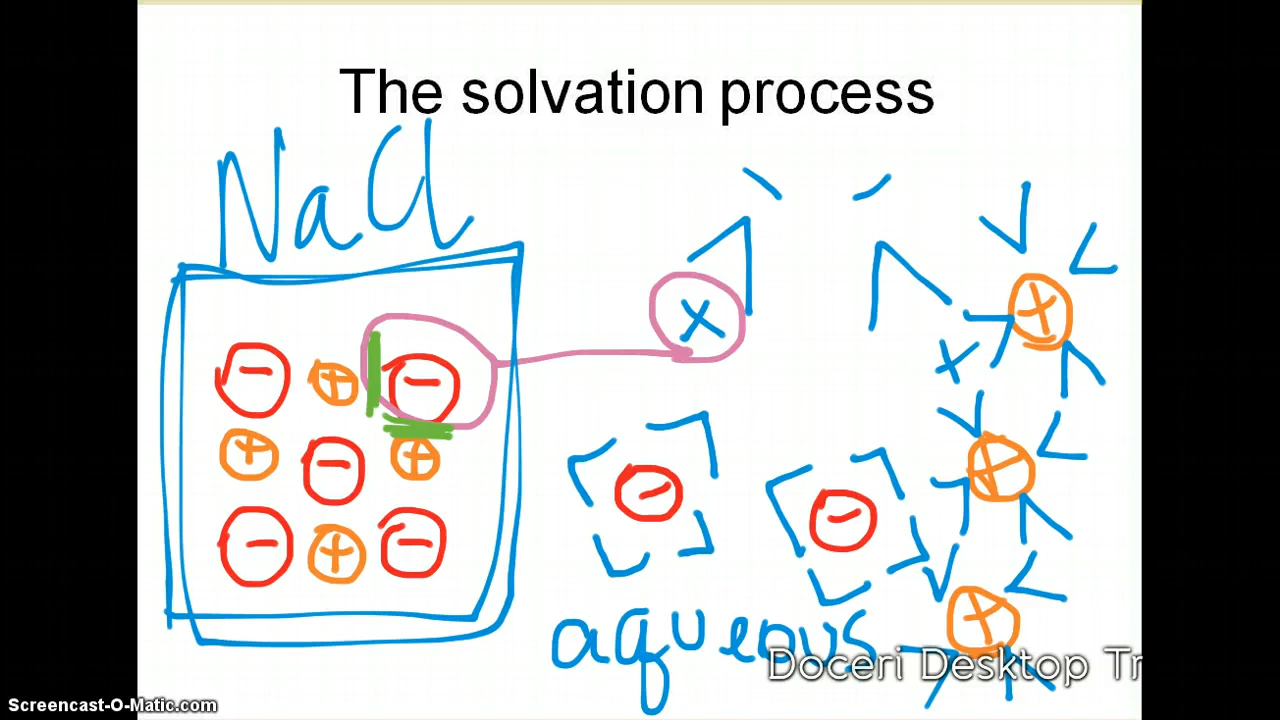 The solvation process
NaCl
− + −
+ − +
− + −
x
+
x
− − +
+
aqueous
Doceri Desktop Tr
Screencast-O-Matic.com